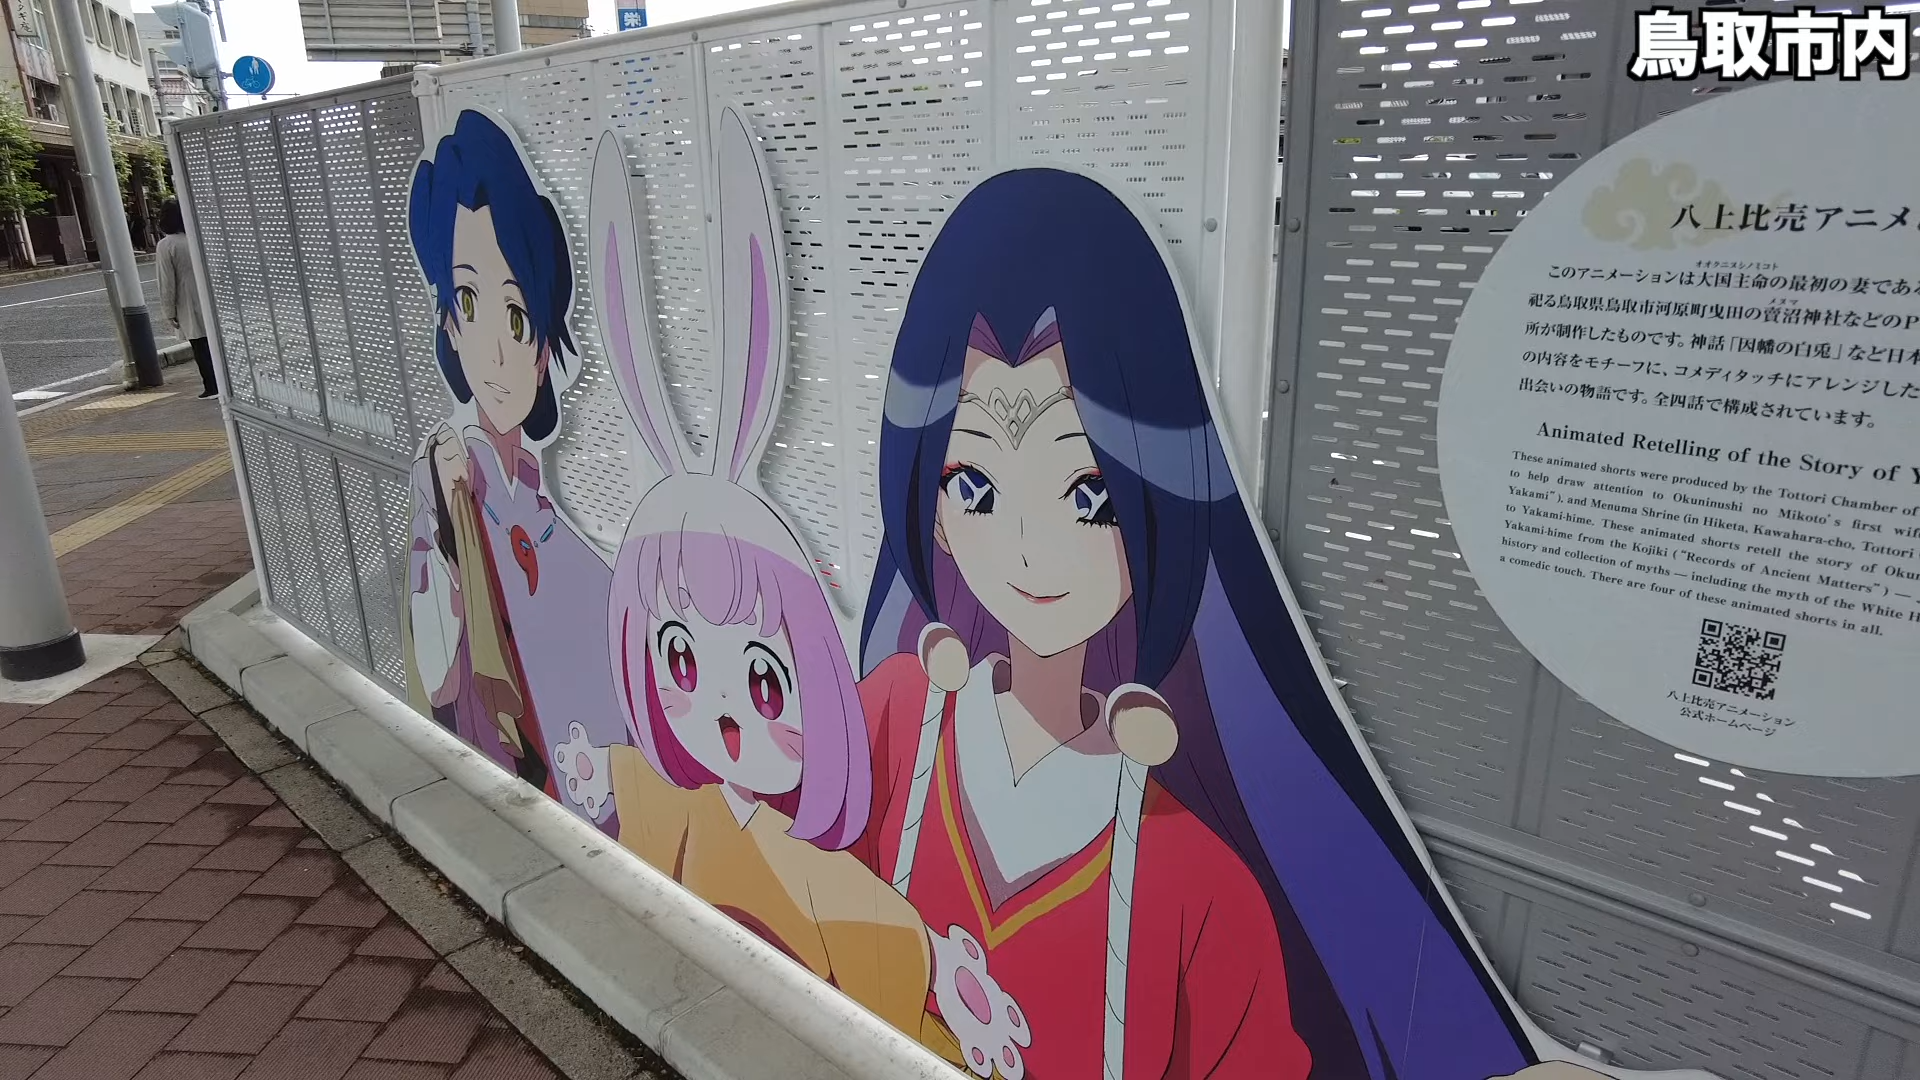 鳥取市内
栄
八上比売アニメ
オオクニヌシノミコト
このアニメーションは大国主命の最初の妻である
メヌマ
祀る鳥取県鳥取市河原町曳田の賣沼神社などのP
所が制作したものです。神話「因幡の白兎」など日本
の内容をモチーフに、コメディタッチにアレンジした
出会いの物語です。全四話で構成されています。
Animated Retelling of the Story of Y
These animated shorts were produced by the Tottori Chamber of
to help draw attention to Okuninushi no Mikoto's first wif
Yakami"), and Menuma Shrine (in Hiketa, Kawahara-cho, Tottori
to Yakami-hime. These animated shorts retell the story of Okun
Yakami-hime from the Kojiki ("Records of Ancient Matters") —
history and collection of myths — including the myth of the White H
a comedic touch. There are four of these animated shorts in all.
八上比売アニメーション
公式ホームページ